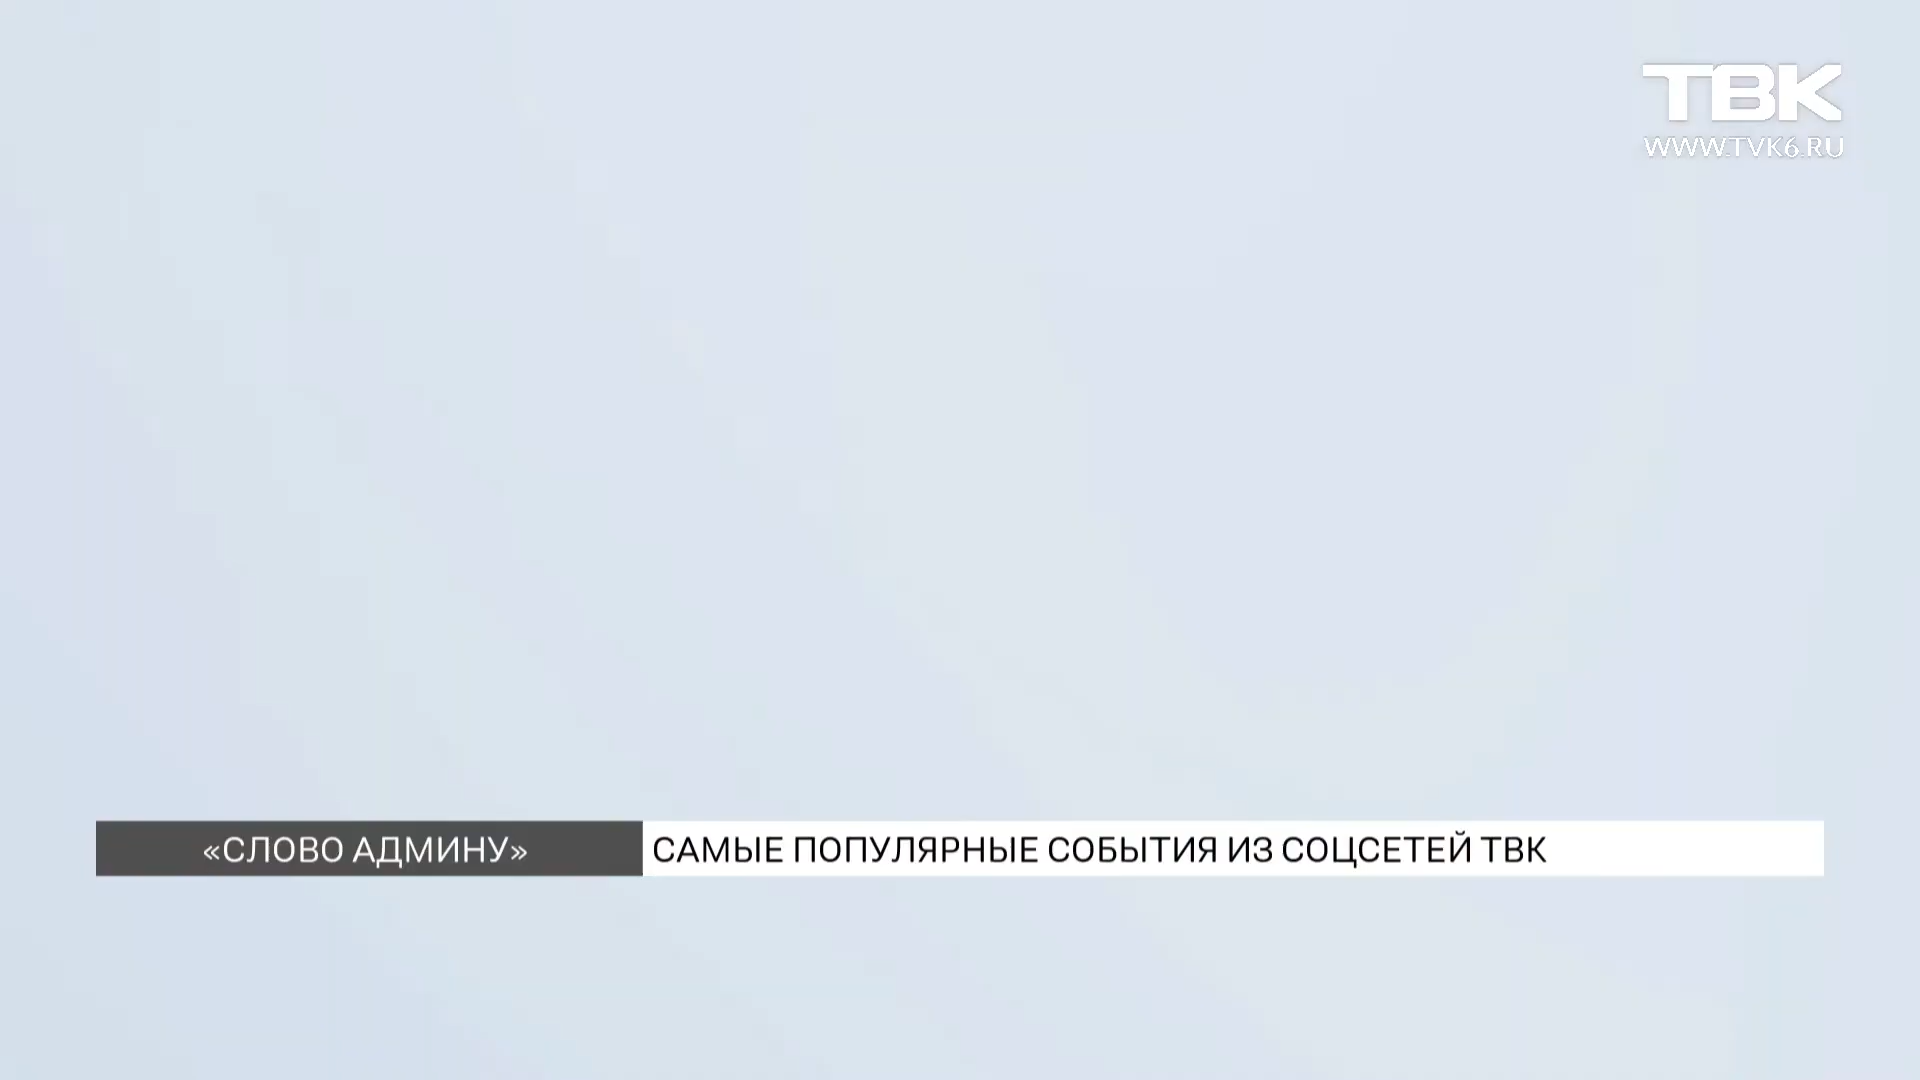 ТВК
WWW.TVK6.RU
«СЛОВО АДМИНУ» САМЫЕ ПОПУЛЯРНЫЕ СОБЫТИЯ ИЗ СОЦСЕТЕЙ ТВК